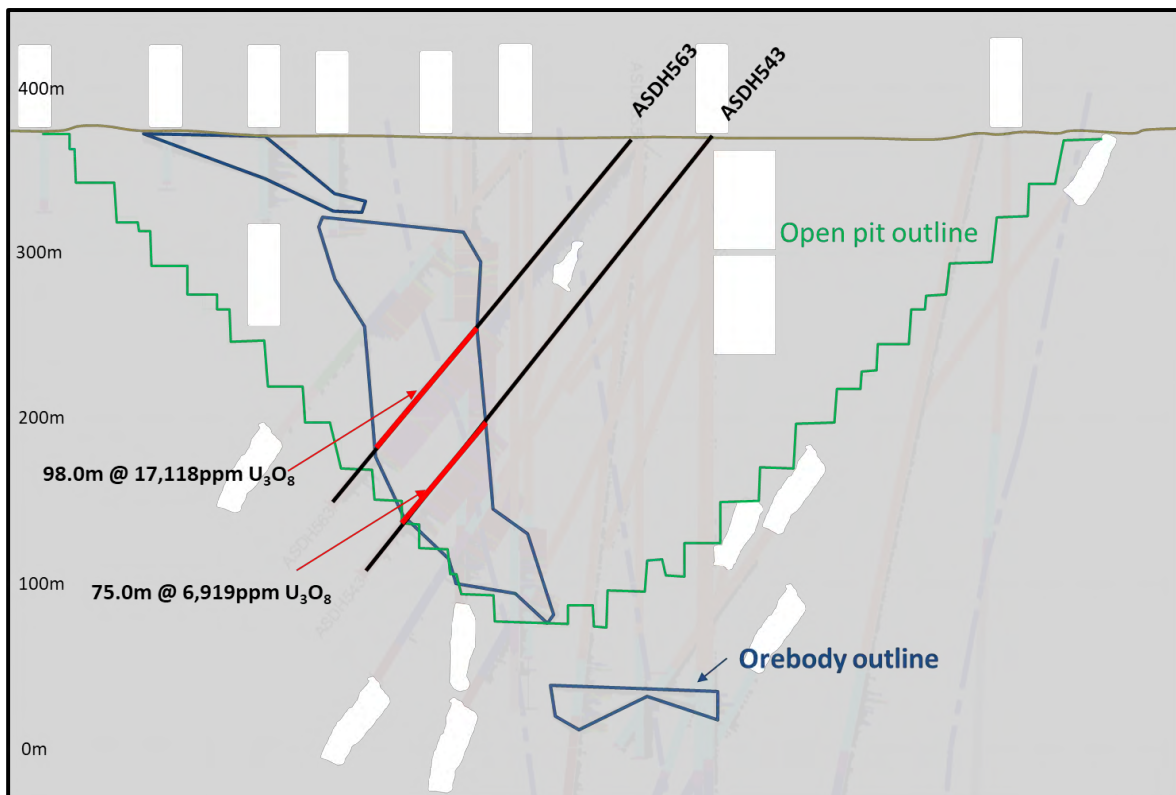 ASDH563
ASDH543
400m
Open pit outline
300m
200m
98.0m @ 17,118ppm U₃O₈
100m
75.0m @ 6,919ppm U₃O₈
Orebody outline
0m